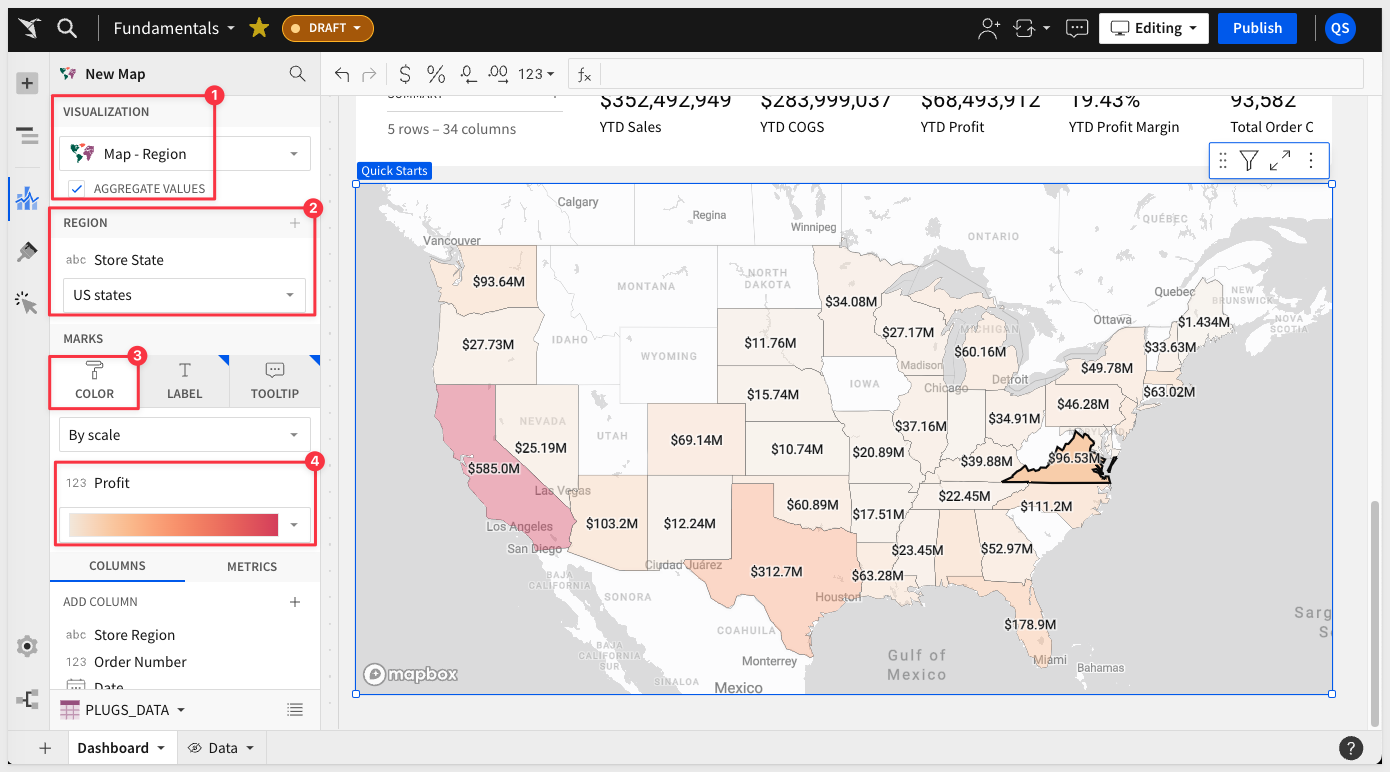 Fundamentals
DRAFT
Editing
Publish
QS
New Map
$ % .0 .00 123
fx
1
VISUALIZATION
Map - Region
AGGREGATE VALUES
2
REGION
abc Store State
US states
MARKS
3
COLOR
LABEL
TOOLTIP
By scale
4
123 Profit
COLUMNS
METRICS
ADD COLUMN
abc Store Region
123 Order Number
Date
PLUGS_DATA
Dashboard
Data
?
SUMMARY
5 rows – 34 columns
$352,492,949
YTD Sales
$283,999,037
YTD COGS
$68,493,912
YTD Profit
19.43%
YTD Profit Margin
93,582
Total Order C
Quick Starts
Calgary
Regina
Winnipeg
Vancouver
ONTARIO
QUÉBEC
Quebec
NEW
BRUNSWICK
NOVA
SCOTIA
Ottawa
MONTANA
NORTH
DAKOTA
IDAHO
WYOMING
MICHIGAN
Madison
Chicago
Detroit
IOWA
NEVADA
UTAH
MARYLAND
Las Vegas
Los Angeles
San Diego
Ciudad Juárez
BAJA
CALIFORNIA
SONORA
Houston
COAHUILA
BAJA
CALIFORNIA
SUR
SINALOA
Monterrey
Mexico
Gulf of
Mexico
Miami
Bahamas
Sarg
S
$93.64M
$27.73M
$34.08M
$27.17M
$60.16M
$1.434M
$33.63M
$49.78M
$63.02M
$46.28M
$11.76M
$15.74M
$10.74M
$69.14M
$25.19M
$585.0M
$103.2M
$12.24M
$60.89M
$312.7M
$20.89M
$17.51M
$63.28M
$37.16M
$34.91M
$39.88M
$96.53M
$22.45M
$111.2M
$23.45M
$52.97M
$178.9M
mapbox